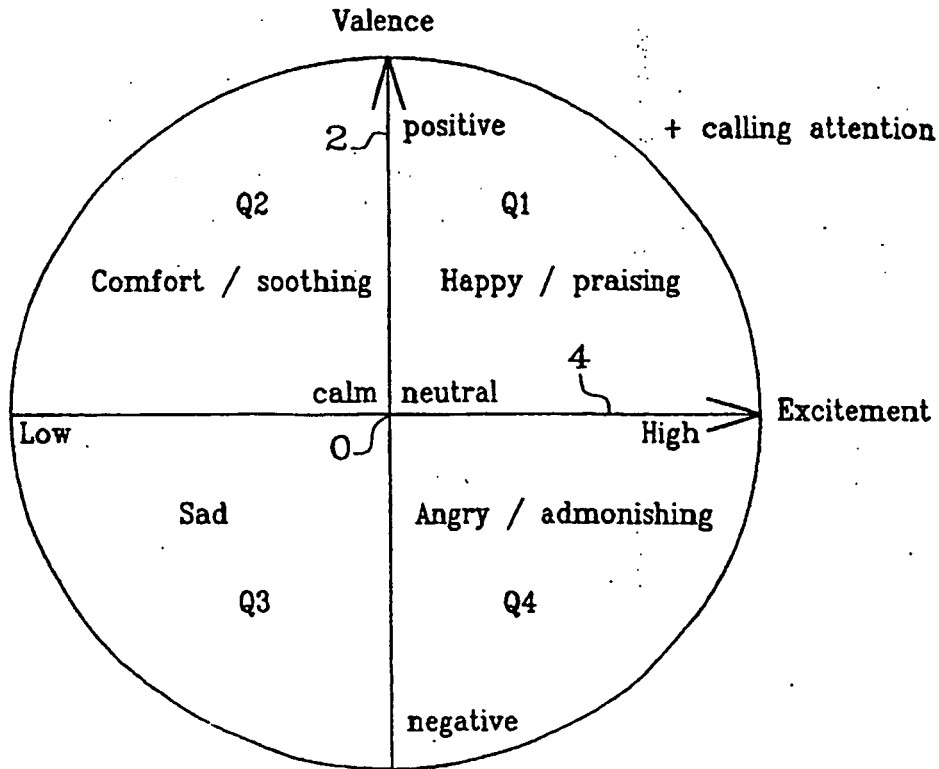 Valence
2 positive
+ calling attention
Q2 Q1
Comfort / soothing Happy / praising
4
calm neutral
Excitement
Low High
0
Sad Angry / admonishing
Q3 Q4
negative